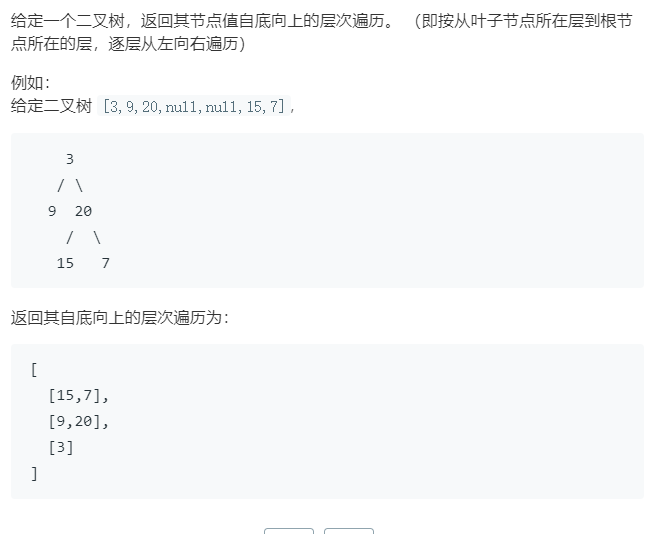 给定一个二叉树，返回其节点值自底向上的层次遍历。 （即按从叶子节点所在层到根节
点所在的层，逐层从左向右遍历）
例如：
给定二叉树 [3,9,20,null,null,15,7],
3
/ \
9 20
/ \
15 7
返回其自底向上的层次遍历为：
[
[15,7],
[9,20],
[3]
]